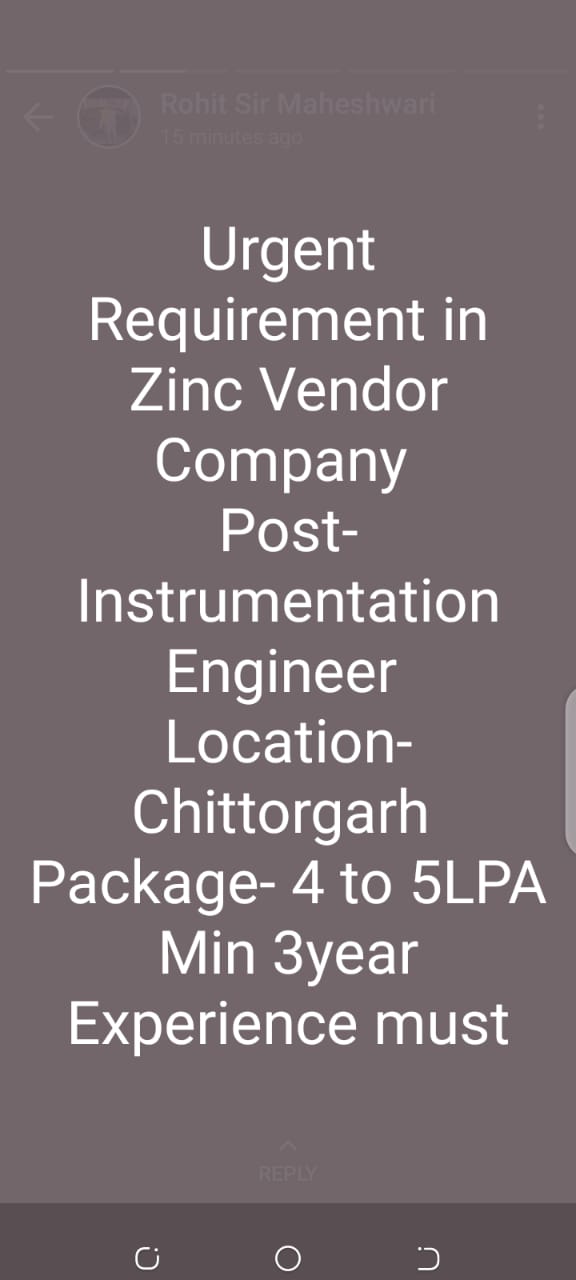 Rohit Sir Maheshwari
15 minutes ago
Urgent
Requirement in
Zinc Vendor
Company
Post-
Instrumentation
Engineer
Location-
Chittorgarh
Package- 4 to 5LPA
Min 3year
Experience must
REPLY